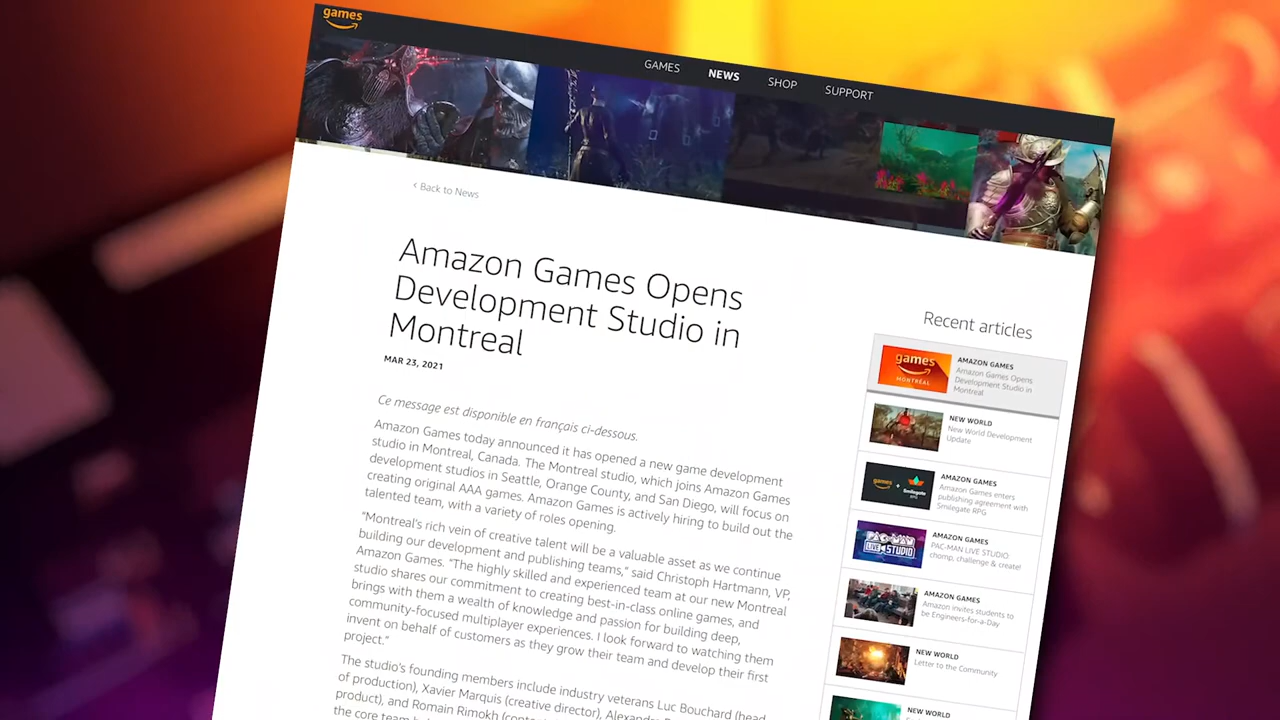 games
GAMES
NEWS
SHOP
SUPPORT
‹ Back to News
Amazon Games Opens
Development Studio in
Montreal
MAR 23, 2021
Ce message est disponible en français ci-dessous.
Amazon Games today announced it has opened a new game development
studio in Montreal, Canada. The Montreal studio, which joins Amazon Games
development studios in Seattle, Orange County, and San Diego, will focus on
creating original AAA games. Amazon Games is actively hiring to build out the
talented team, with a variety of roles opening.
"Montreal's rich vein of creative talent will be a valuable asset as we continue
building our development and publishing teams," said Christoph Hartmann, VP,
Amazon Games. "The highly skilled and experienced team at our new Montreal
studio shares our commitment to creating best-in-class online games, and
brings with them a wealth of knowledge and passion for building deep,
community-focused multiplayer experiences. I look forward to watching them
invent on behalf of customers as they grow their team and develop their first
project."
The studio's founding members include industry veterans Luc Bouchard (head
of production), Xavier Marquis (creative director),
product), and Romain Rimokh
Recent articles
games
MONTRÉAL
AMAZON GAMES
Amazon Games Opens
Development Studio in
Montreal
NEW WORLD
New World Development
Update
games + Smilegate
RPG
AMAZON GAMES
Amazon Games enters
publishing agreement with
Smilegate RPG
PAC-MAN
LIVE STUDIO
AMAZON GAMES
PAC-MAN LIVE STUDIO:
chomp, challenge & create!
AMAZON GAMES
Amazon invites students to
be Engineers-for-a-Day
NEW WORLD
Letter to the Community
NEW WORLD